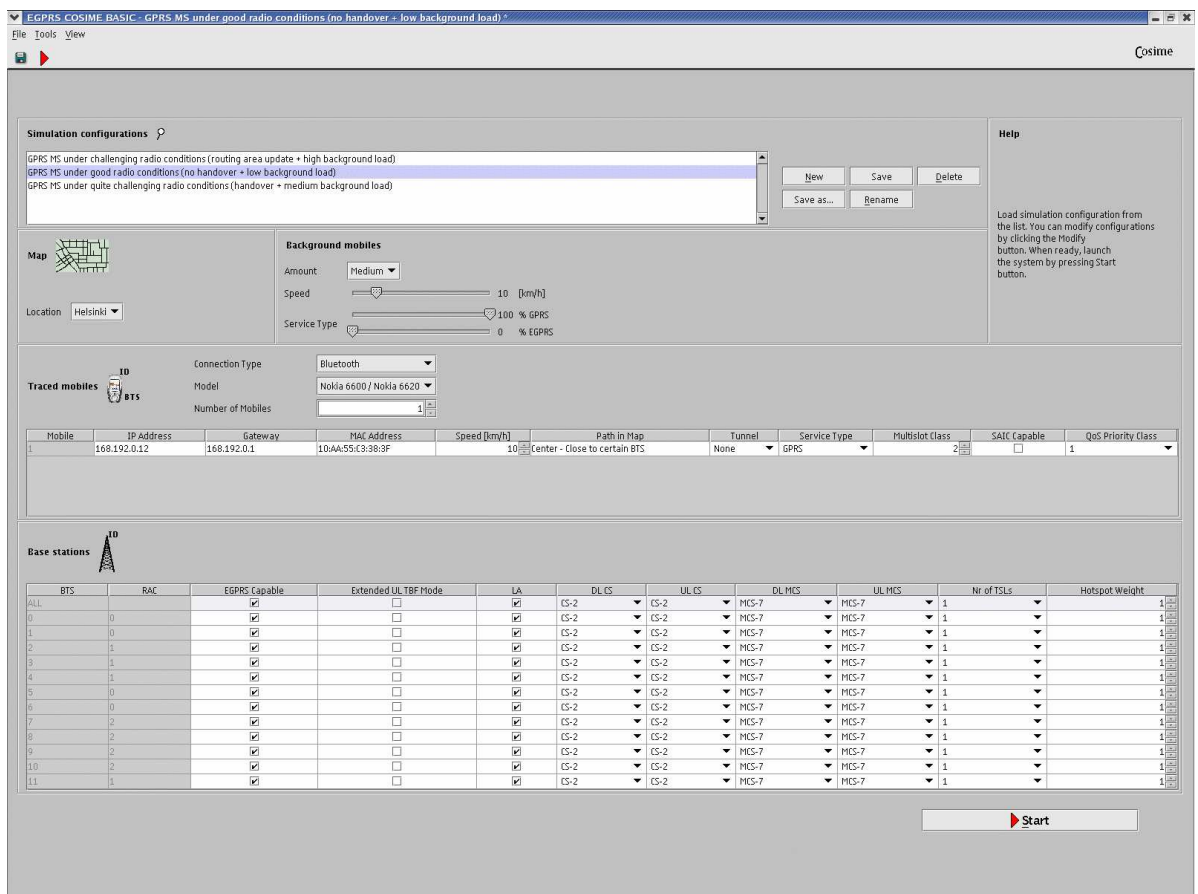 EGPRS COSIME BASIC - GPRS MS under good radio conditions (no handover + low background load) *
File Tools View
Cosime
Simulation configurations
GPRS MS under challenging radio conditions (routing area update + high background load)
GPRS MS under good radio conditions (no handover + low background load)
GPRS MS under quite challenging radio conditions (handover + medium background load)
New Save Delete
Save as... Rename
Help
Load simulation configuration from
the list. You can modify configurations
by clicking the Modify
button. When ready, launch
the system by pressing Start
button.
Map
Location Helsinki
Background mobiles
Amount Medium
Speed 10 [km/h]
Service Type
100 % GPRS
0 % EGPRS
Traced mobiles
ID
BTS
Connection Type Bluetooth
Model Nokia 6600 / Nokia 6620
Number of Mobiles 1
Mobile IP Address Gateway MAC Address Speed [km/h] Path in Map Tunnel Service Type Multislot Class SAIC Capable QoS Priority Class
1 168.192.0.12 168.192.0.1 10:AA:55:C3:38:3F 10 Center - Close to certain BTS None GPRS 2 1
Base stations
ID
BTS RAC EGPRS Capable Extended UL TBF Mode LA DL CS UL CS DL MCS UL MCS Nr of TSLs Hotspot Weight
ALL CS-2 CS-2 MCS-7 MCS-7 1 1
0 0 CS-2 CS-2 MCS-7 MCS-7 1 1
1 0 CS-2 CS-2 MCS-7 MCS-7 1 1
2 1 CS-2 CS-2 MCS-7 MCS-7 1 1
3 1 CS-2 CS-2 MCS-7 MCS-7 1 1
4 1 CS-2 CS-2 MCS-7 MCS-7 1 1
5 0 CS-2 CS-2 MCS-7 MCS-7 1 1
6 0 CS-2 CS-2 MCS-7 MCS-7 1 1
7 2 CS-2 CS-2 MCS-7 MCS-7 1 1
8 2 CS-2 CS-2 MCS-7 MCS-7 1 1
9 2 CS-2 CS-2 MCS-7 MCS-7 1 1
10 2 CS-2 CS-2 MCS-7 MCS-7 1 1
11 1 CS-2 CS-2 MCS-7 MCS-7 1 1
Start